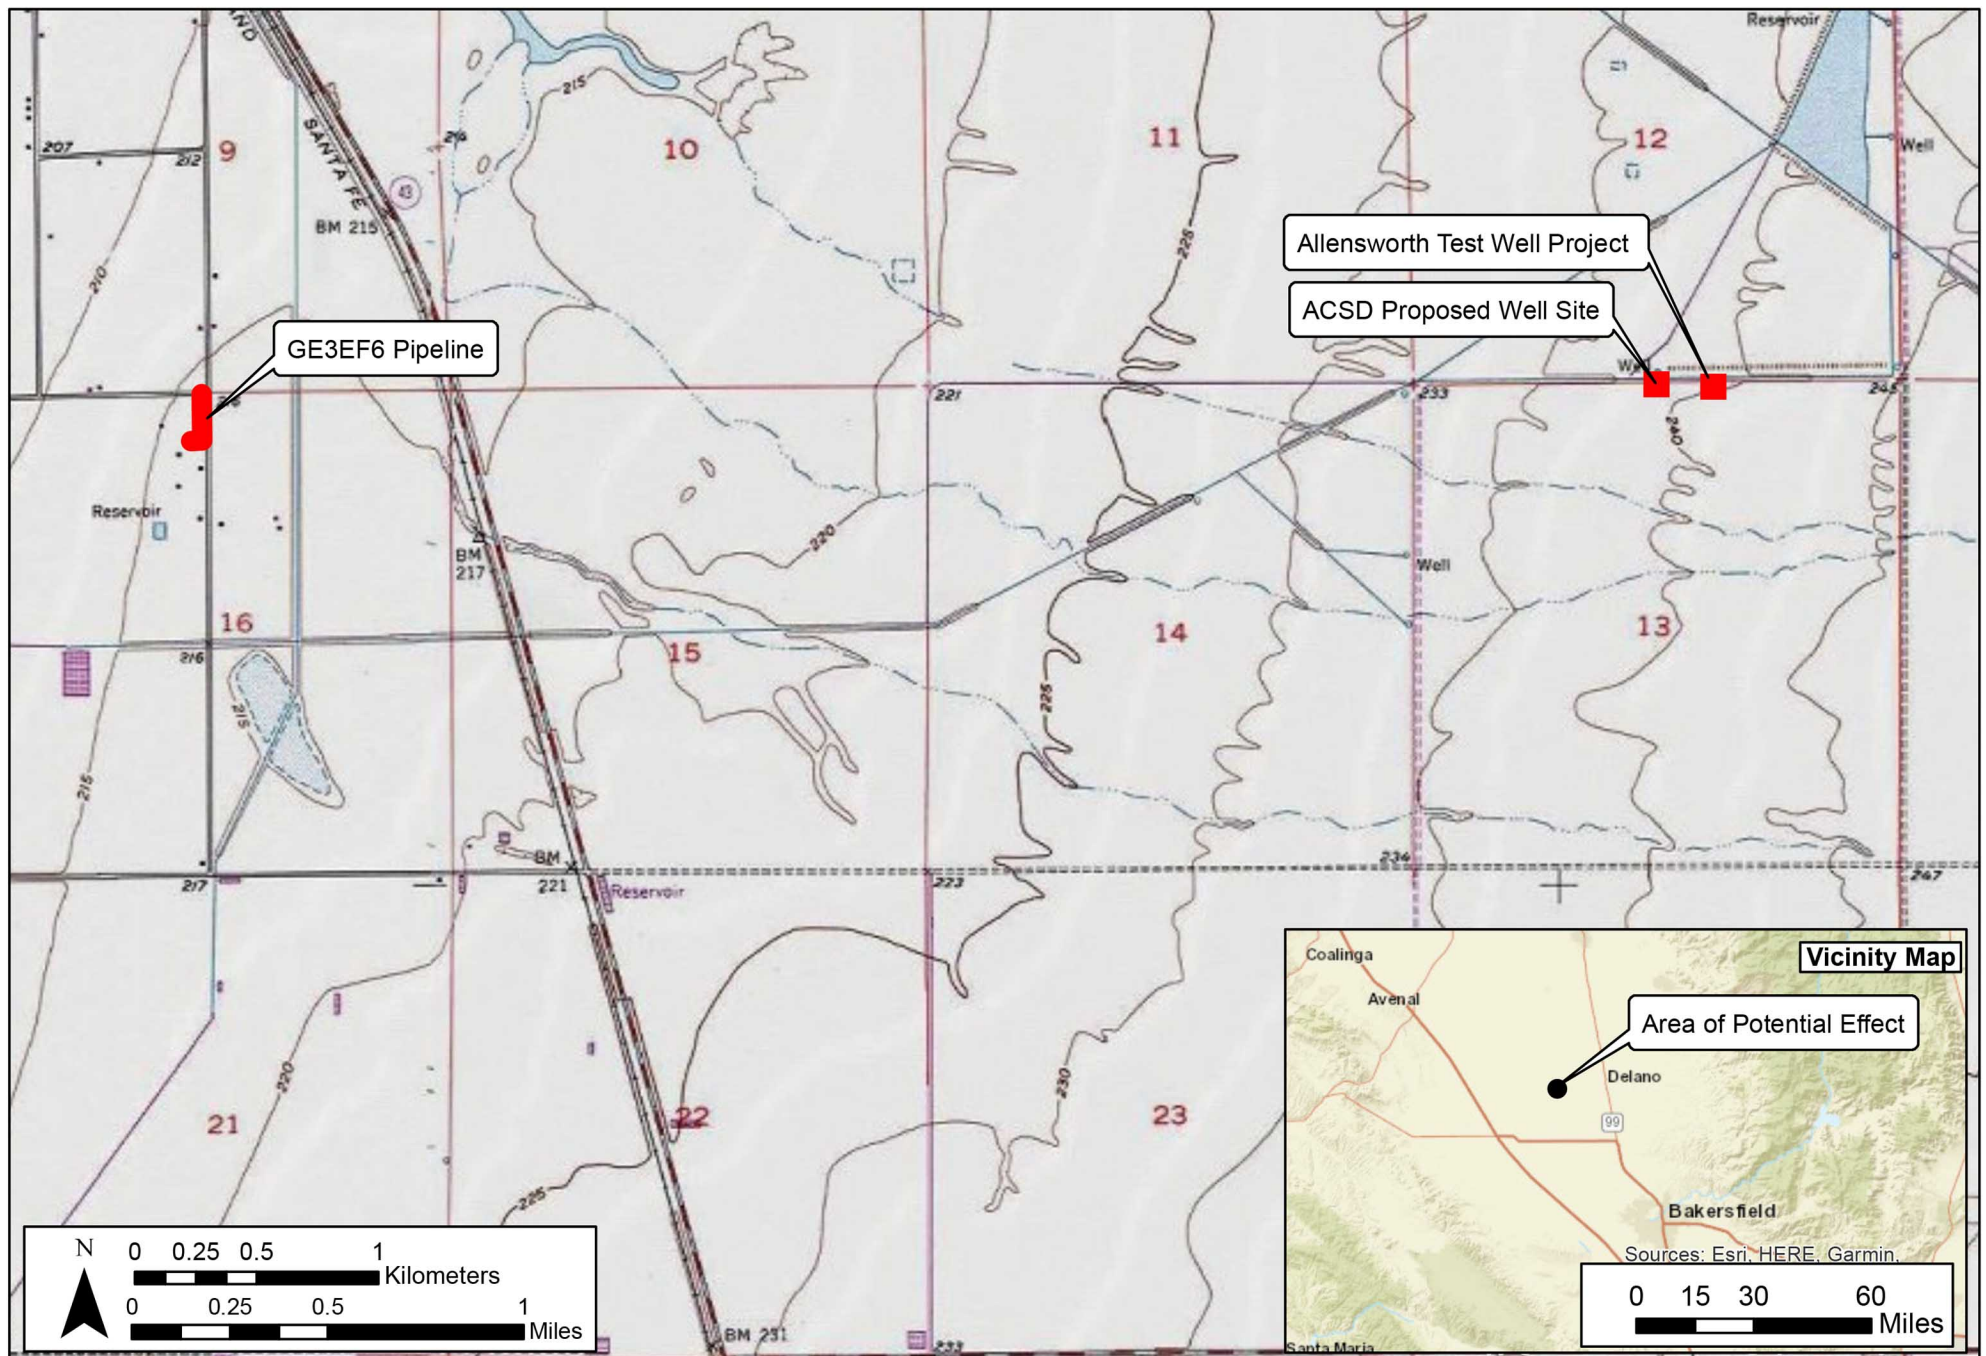 AND
Reservoir
215
SANTA FE
207
212
9
10
11
12
Well
43
BM 215
225
210
Allensworth Test Well Project
ACSD Proposed Well Site
GE3EF6 Pipeline
Well
221
233
245
240
Reservoir
220
BM
217
Well
16
15
14
13
216
215
225
215
BM
221
234
217
223
247
Reservoir
Vicinity Map
Coalinga
Avenal
Area of Potential Effect
Delano
99
Bakersfield
Sources: Esri, HERE, Garmin,
0 15 30 60
Miles
Santa Maria
220
230
21
22
23
225
N
0 0.25 0.5 1
Kilometers
0 0.25 0.5 1
Miles
BM 231
233